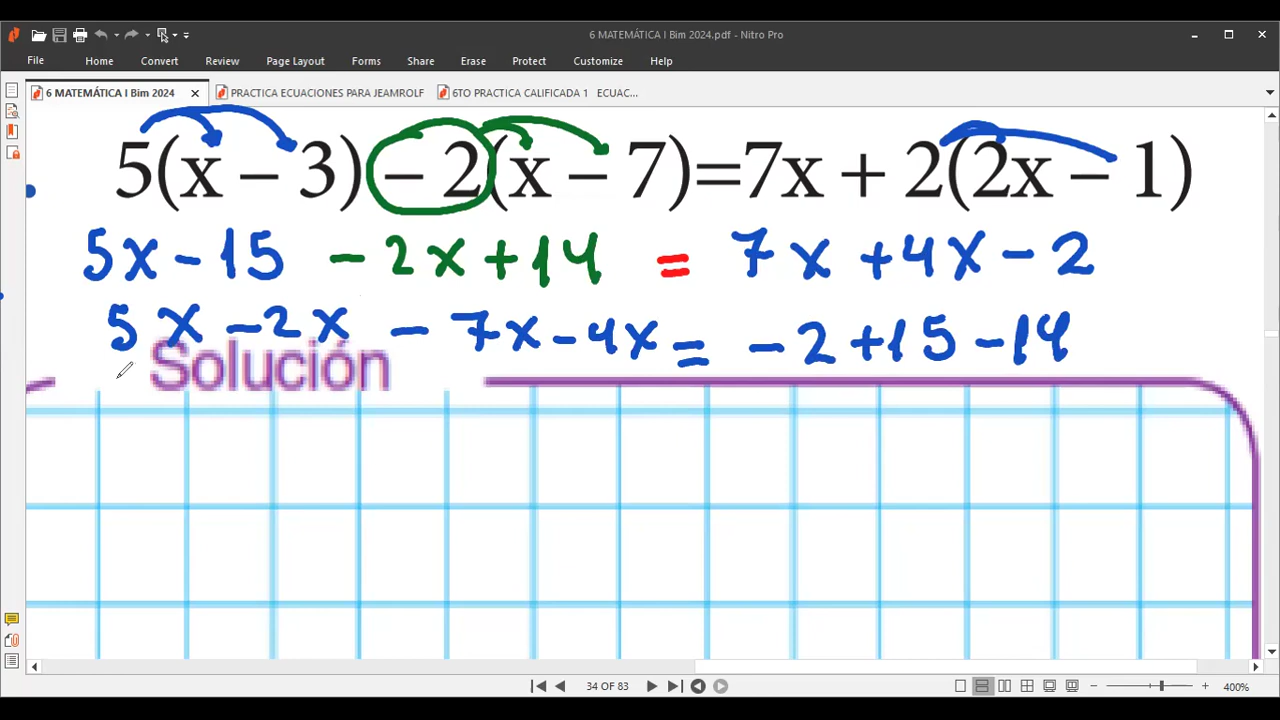 6 MATEMÁTICA I Bim 2024.pdf - Nitro Pro
File Home Convert Review Page Layout Forms Share Erase Protect Customize Help
6 MATEMÁTICA I Bim 2024 PRACTICA ECUACIONES PARA JEAMROLF 6TO PRACTICA CALIFICADA 1 ECUAC...
5(x – 3) – 2(x – 7)=7x + 2(2x – 1)
5x - 15 - 2x + 14 = 7x + 4x - 2
5x - 2x - 7x - 4x = - 2 + 15 - 14
Solución
34 OF 83
400%